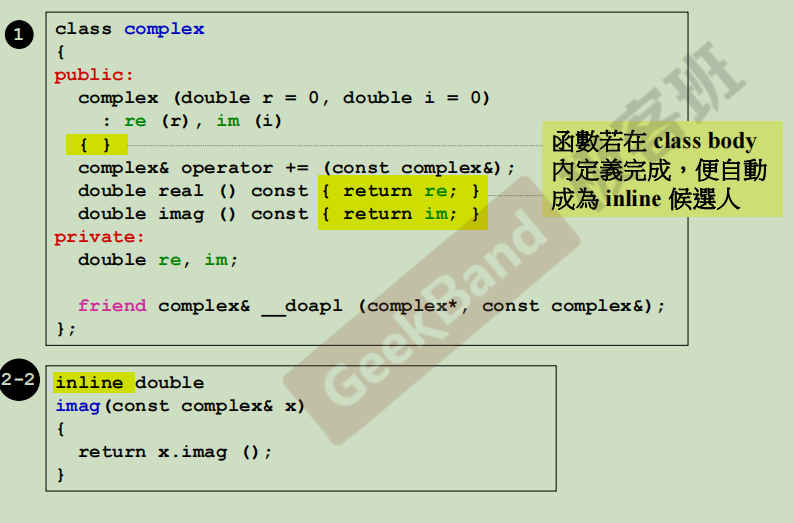 1
class complex
{
public:
  complex (double r = 0, double i = 0)
    : re (r), im (i)
  { }
  complex& operator += (const complex&);
  double real () const { return re; }
  double imag () const { return im; }
private:
  double re, im;
  friend complex& __doapl (complex*, const complex&);
};
函數若在 class body
內定義完成，便自動
成為 inline 候選人
2-2
inline double
imag(const complex& x)
{
  return x.imag ();
}
GeekBand
极客班